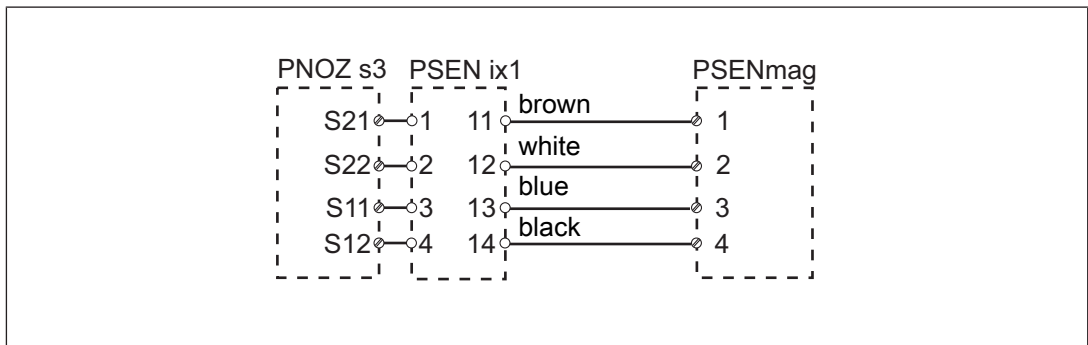 PNOZ s3 PSEN ix1 PSENmag
brown
S21 1 11 1
white
S22 2 12 2
blue
S11 3 13 3
black
S12 4 14 4